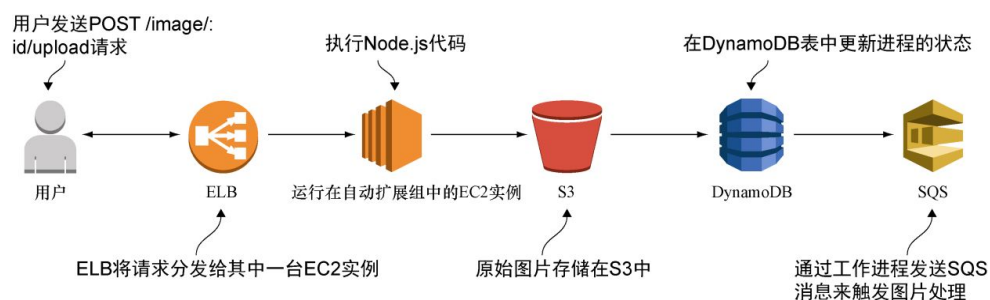 用户发送POST /image/:
id/upload请求
执行Node.js代码
在DynamoDB表中更新进程的状态
用户
ELB
运行在自动扩展组中的EC2实例
S3
DynamoDB
SQS
ELB将请求分发给其中一台EC2实例
原始图片存储在S3中
通过工作进程发送SQS
消息来触发图片处理